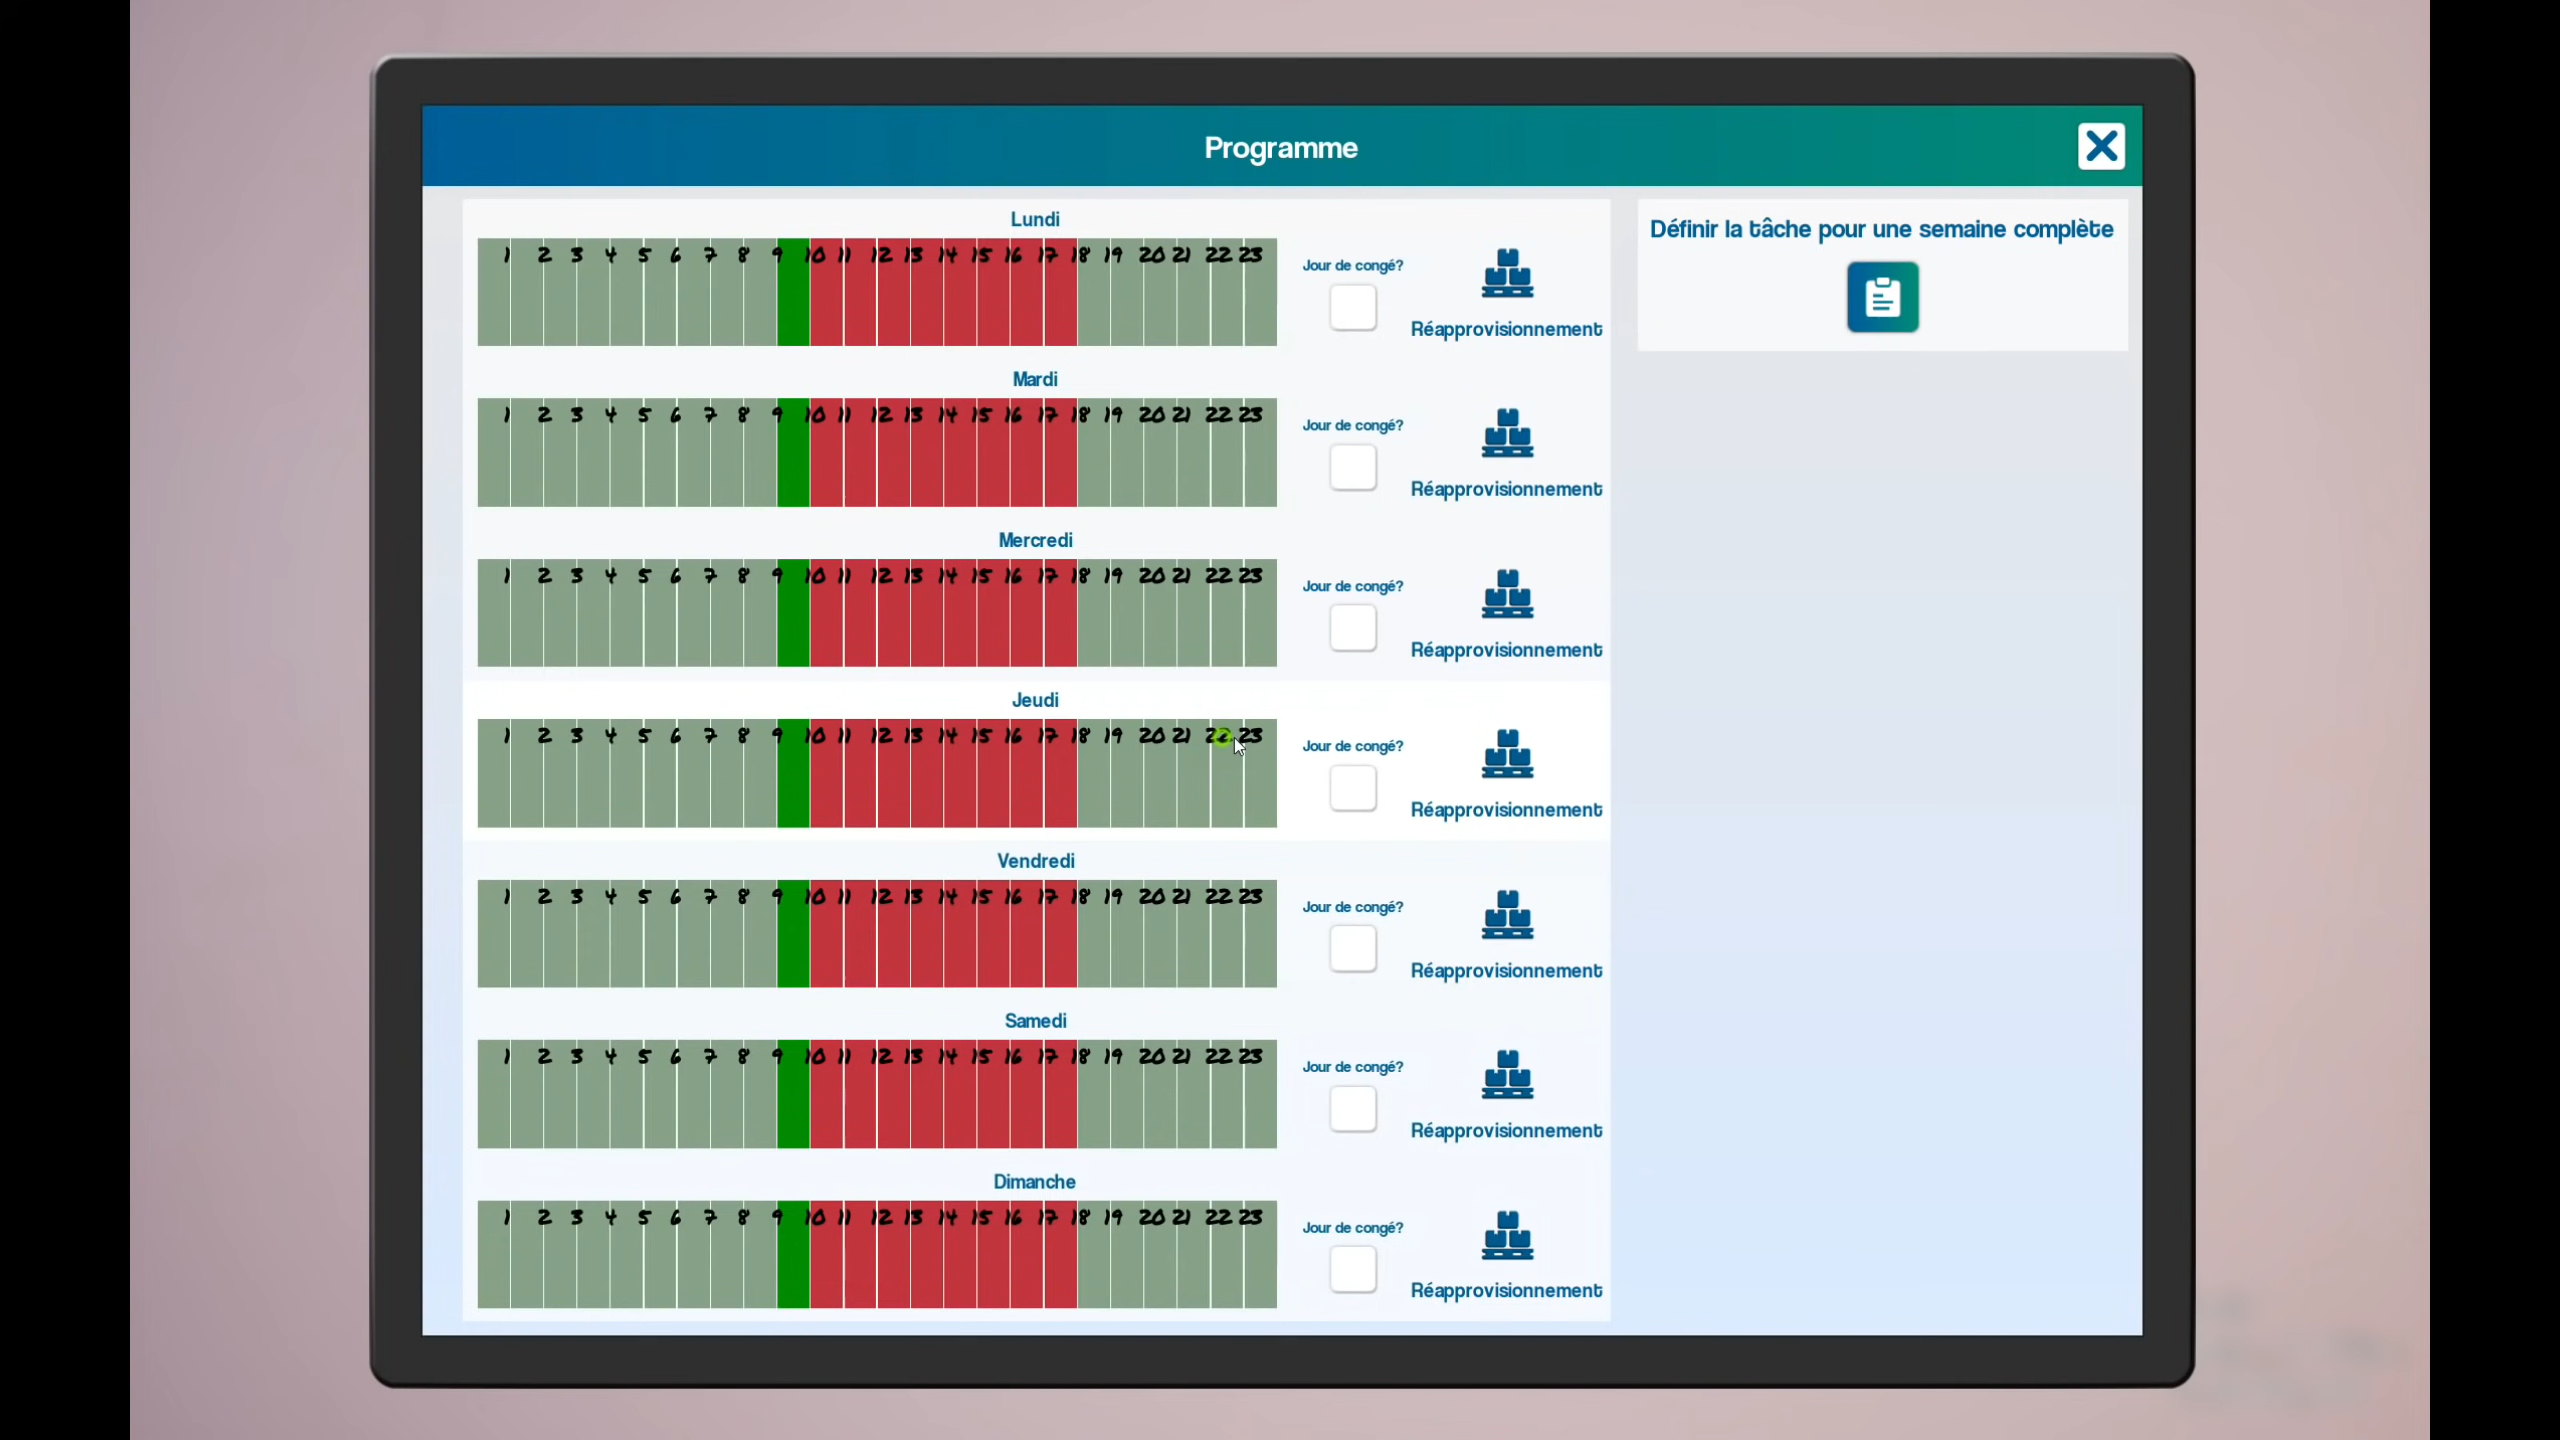 Programme
Lundi
1 2 3 4 5 6 7 8 9 10 11 12 13 14 15 16 17 18 19 20 21 22 23
Jour de congé?
Réapprovisionnement
Définir la tâche pour une semaine complète
Mardi
1 2 3 4 5 6 7 8 9 10 11 12 13 14 15 16 17 18 19 20 21 22 23
Jour de congé?
Réapprovisionnement
Mercredi
1 2 3 4 5 6 7 8 9 10 11 12 13 14 15 16 17 18 19 20 21 22 23
Jour de congé?
Réapprovisionnement
Jeudi
1 2 3 4 5 6 7 8 9 10 11 12 13 14 15 16 17 18 19 20 21 22 23
Jour de congé?
Réapprovisionnement
Vendredi
1 2 3 4 5 6 7 8 9 10 11 12 13 14 15 16 17 18 19 20 21 22 23
Jour de congé?
Réapprovisionnement
Samedi
1 2 3 4 5 6 7 8 9 10 11 12 13 14 15 16 17 18 19 20 21 22 23
Jour de congé?
Réapprovisionnement
Dimanche
1 2 3 4 5 6 7 8 9 10 11 12 13 14 15 16 17 18 19 20 21 22 23
Jour de congé?
Réapprovisionnement